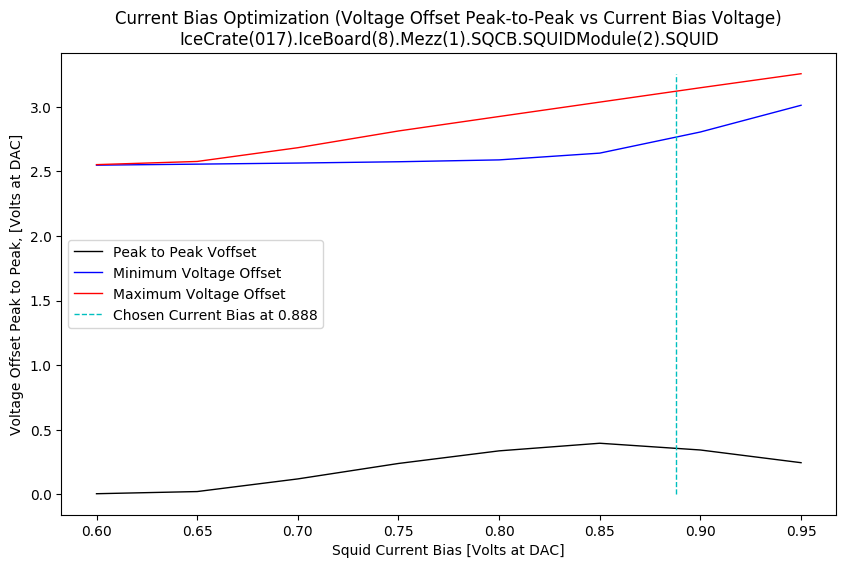 Current Bias Optimization (Voltage Offset Peak-to-Peak vs Current Bias Voltage)
IceCrate(017).IceBoard(8).Mezz(1).SQCB.SQUIDModule(2).SQUID
Voltage Offset Peak to Peak, [Volts at DAC]
3.0
2.5
2.0
1.5
1.0
0.5
0.0
Peak to Peak Voffset
Minimum Voltage Offset
Maximum Voltage Offset
Chosen Current Bias at 0.888
0.60 0.65 0.70 0.75 0.80 0.85 0.90 0.95
Squid Current Bias [Volts at DAC]